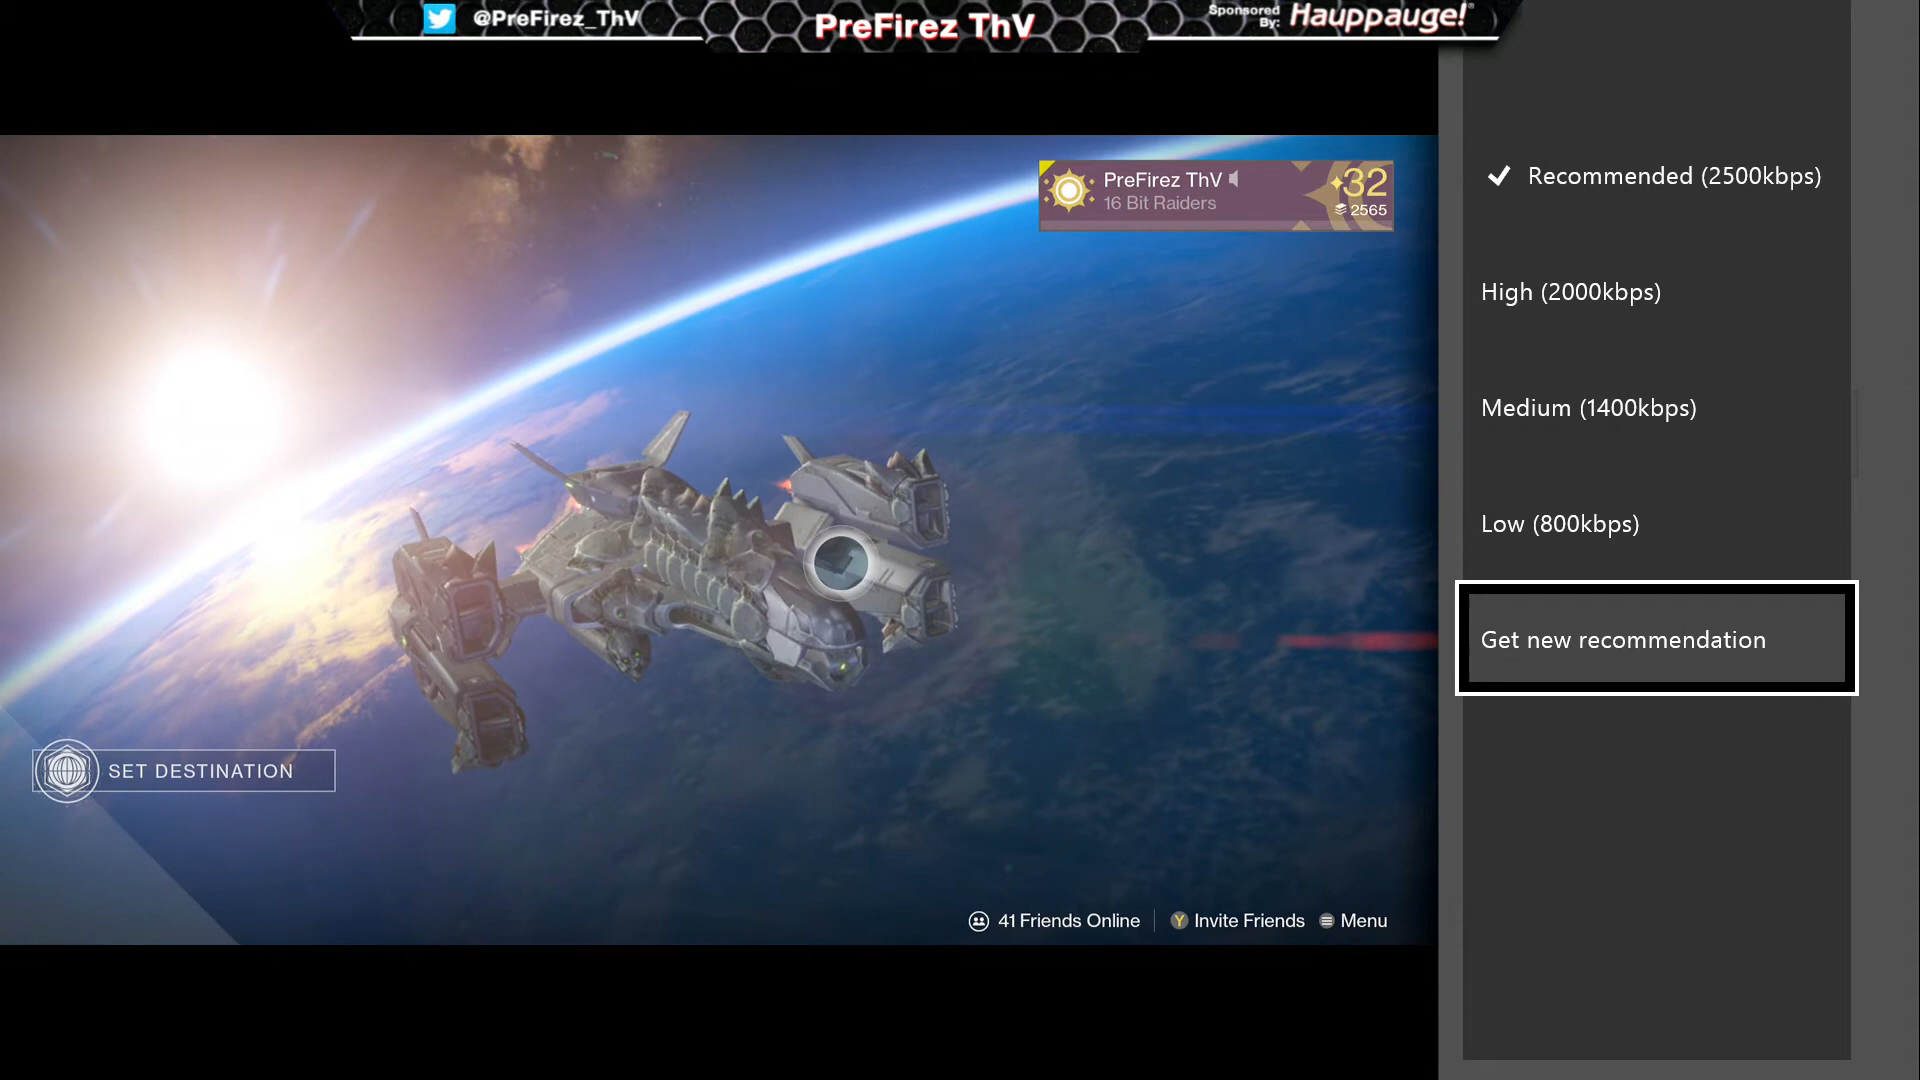 @PreFirez_ThV
PreFirez ThV
Sponsored
By:
Hauppauge!®
PreFirez ThV
16 Bit Raiders
32
2565
Recommended (2500kbps)
High (2000kbps)
Medium (1400kbps)
Low (800kbps)
Get new recommendation
SET DESTINATION
41 Friends Online
Y Invite Friends
Menu